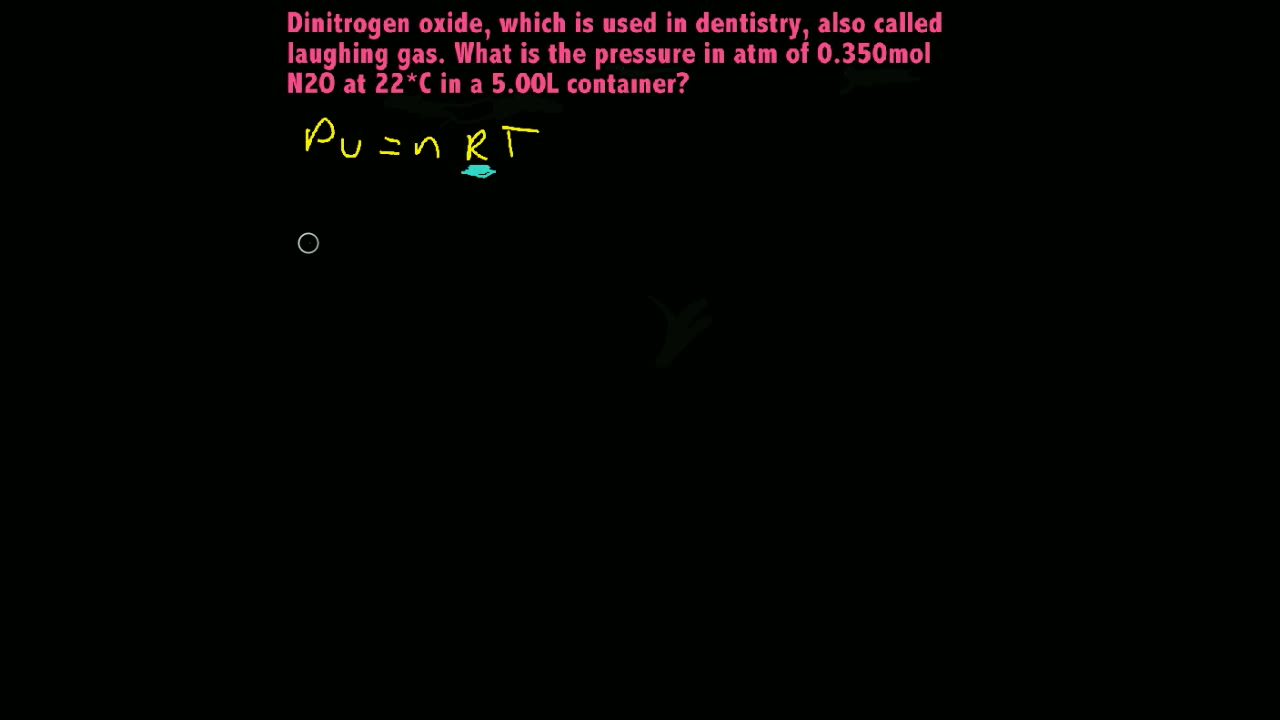 Dinitrogen oxide, which is used in dentistry, also called
laughing gas. What is the pressure in atm of 0.350mol
N2O at 22*C in a 5.00L container?
PV = n R T